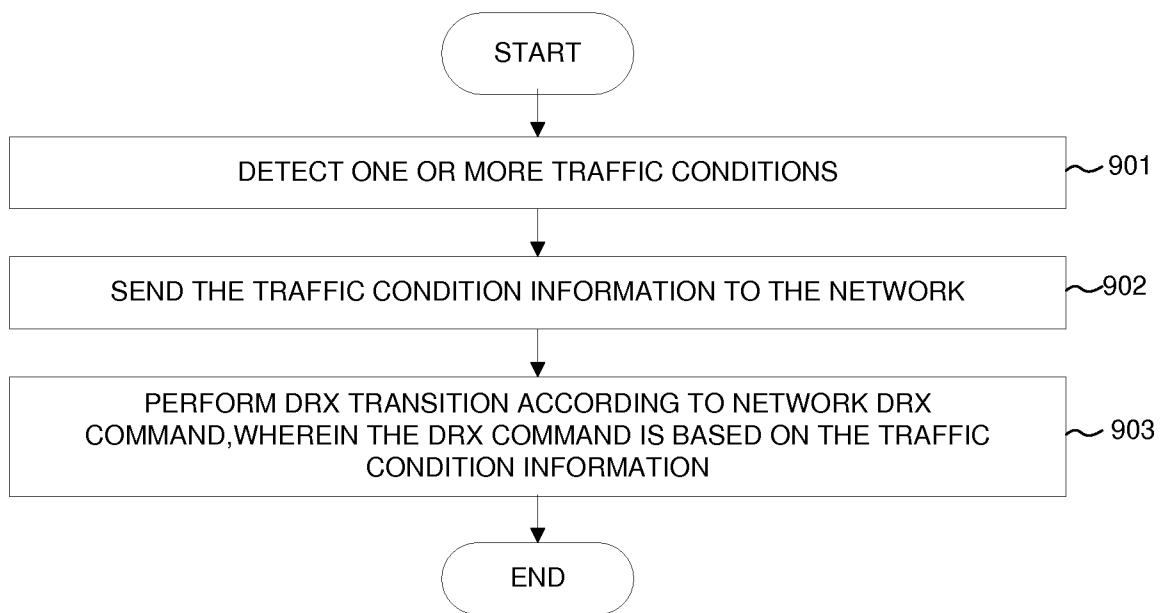 START
DETECT ONE OR MORE TRAFFIC CONDITIONS
901
SEND THE TRAFFIC CONDITION INFORMATION TO THE NETWORK
902
PERFORM DRX TRANSITION ACCORDING TO NETWORK DRX
COMMAND,WHEREIN THE DRX COMMAND IS BASED ON THE TRAFFIC
CONDITION INFORMATION
903
END